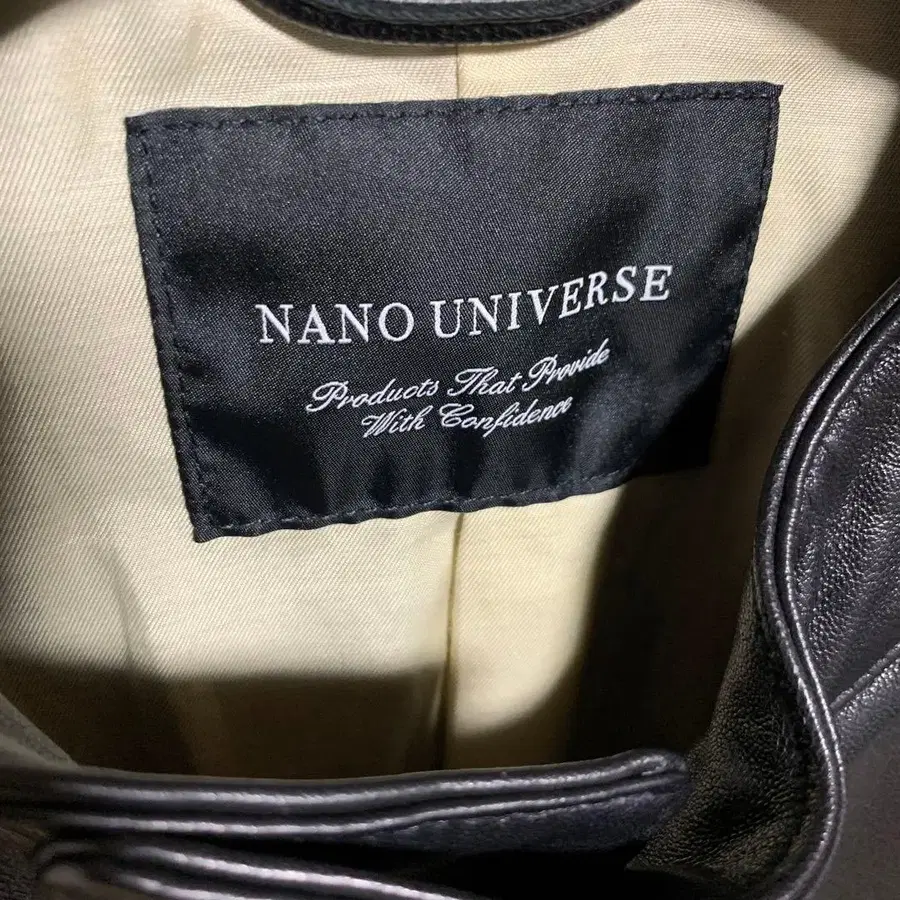 NANO UNIVERSE
Products That Provide
With Confidence